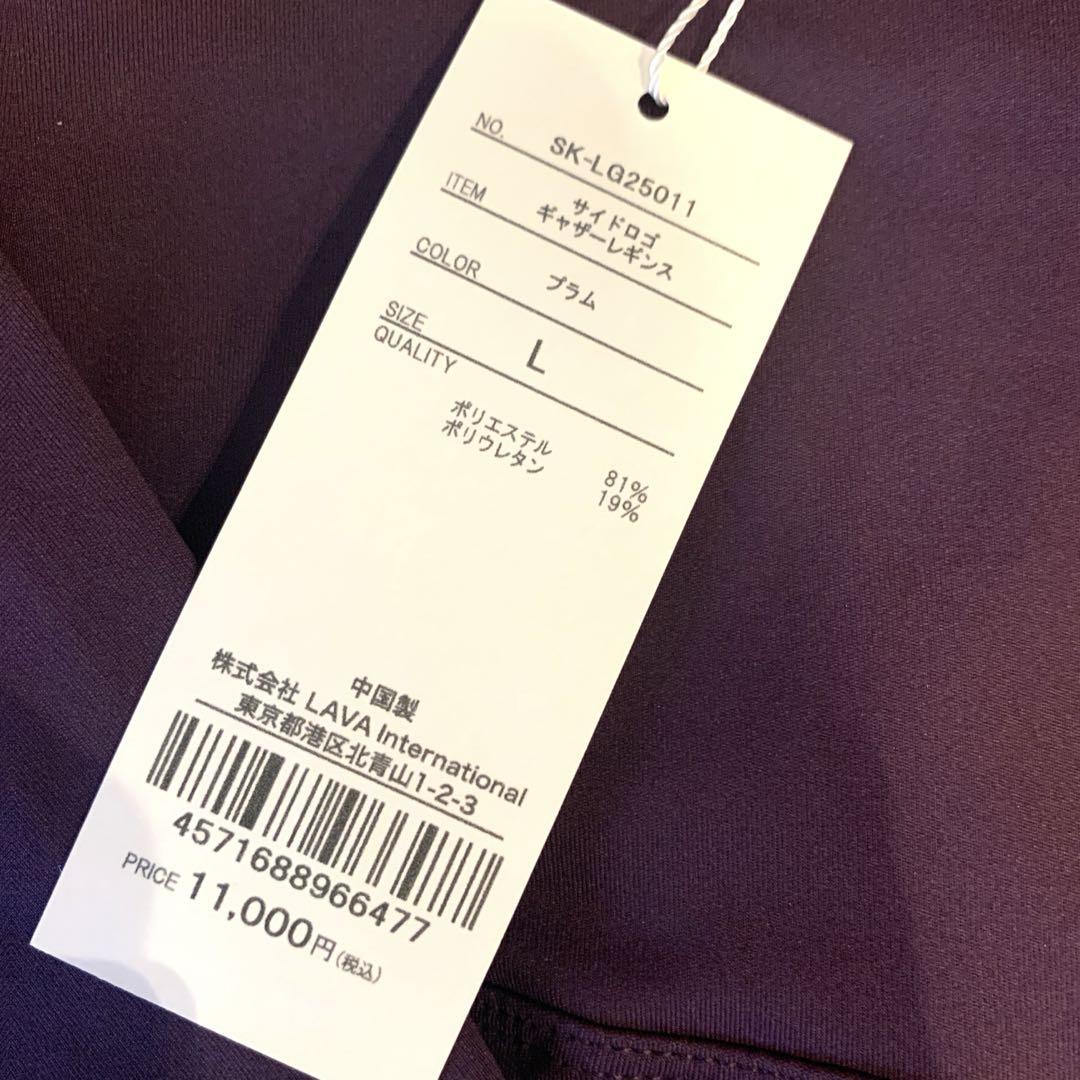 NO. SK-LG25011
ITEM サイドロゴ
ギャザーレギンス
COLOR プラム
SIZE L
QUALITY
ポリエステル 81%
ポリウレタン 19%
中国製
株式会社 LAVA International
東京都港区北青山1-2-3
4571688966477
PRICE 11,000円(税込)